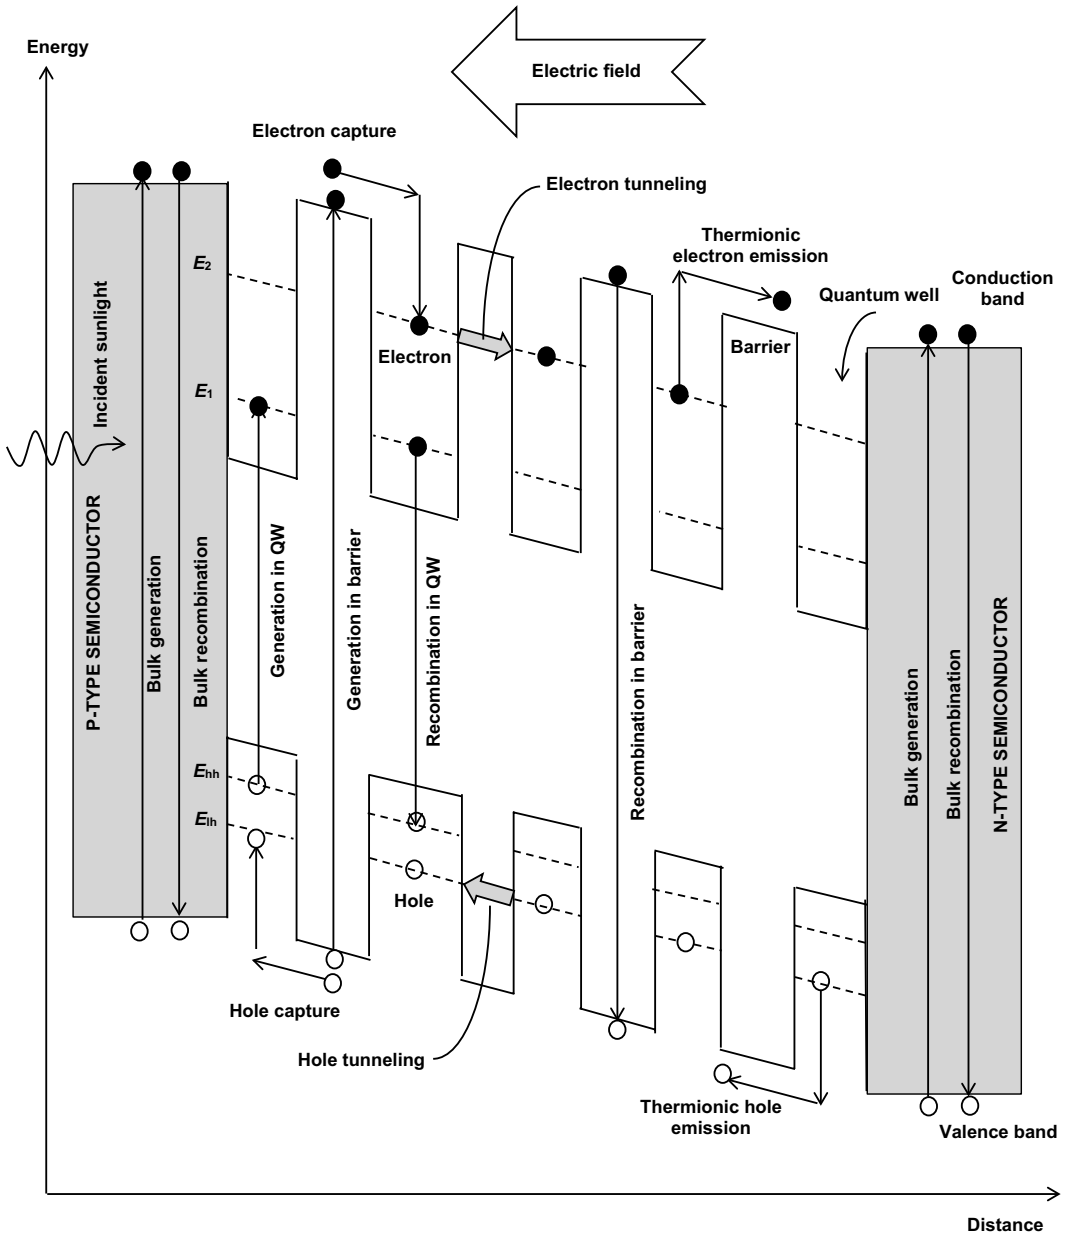 Energy
Electric field
Electron capture
Electron tunneling
Thermionic
electron emission
Quantum well
Conduction
band
E2
E1
Incident sunlight
Electron
Barrier
P-TYPE SEMICONDUCTOR
Bulk generation
Bulk recombination
Generation in QW
Generation in barrier
Recombination in QW
Recombination in barrier
Bulk generation
Bulk recombination
N-TYPE SEMICONDUCTOR
Ehh
Elh
Hole
Hole capture
Hole tunneling
Thermionic hole
emission
Valence band
Distance